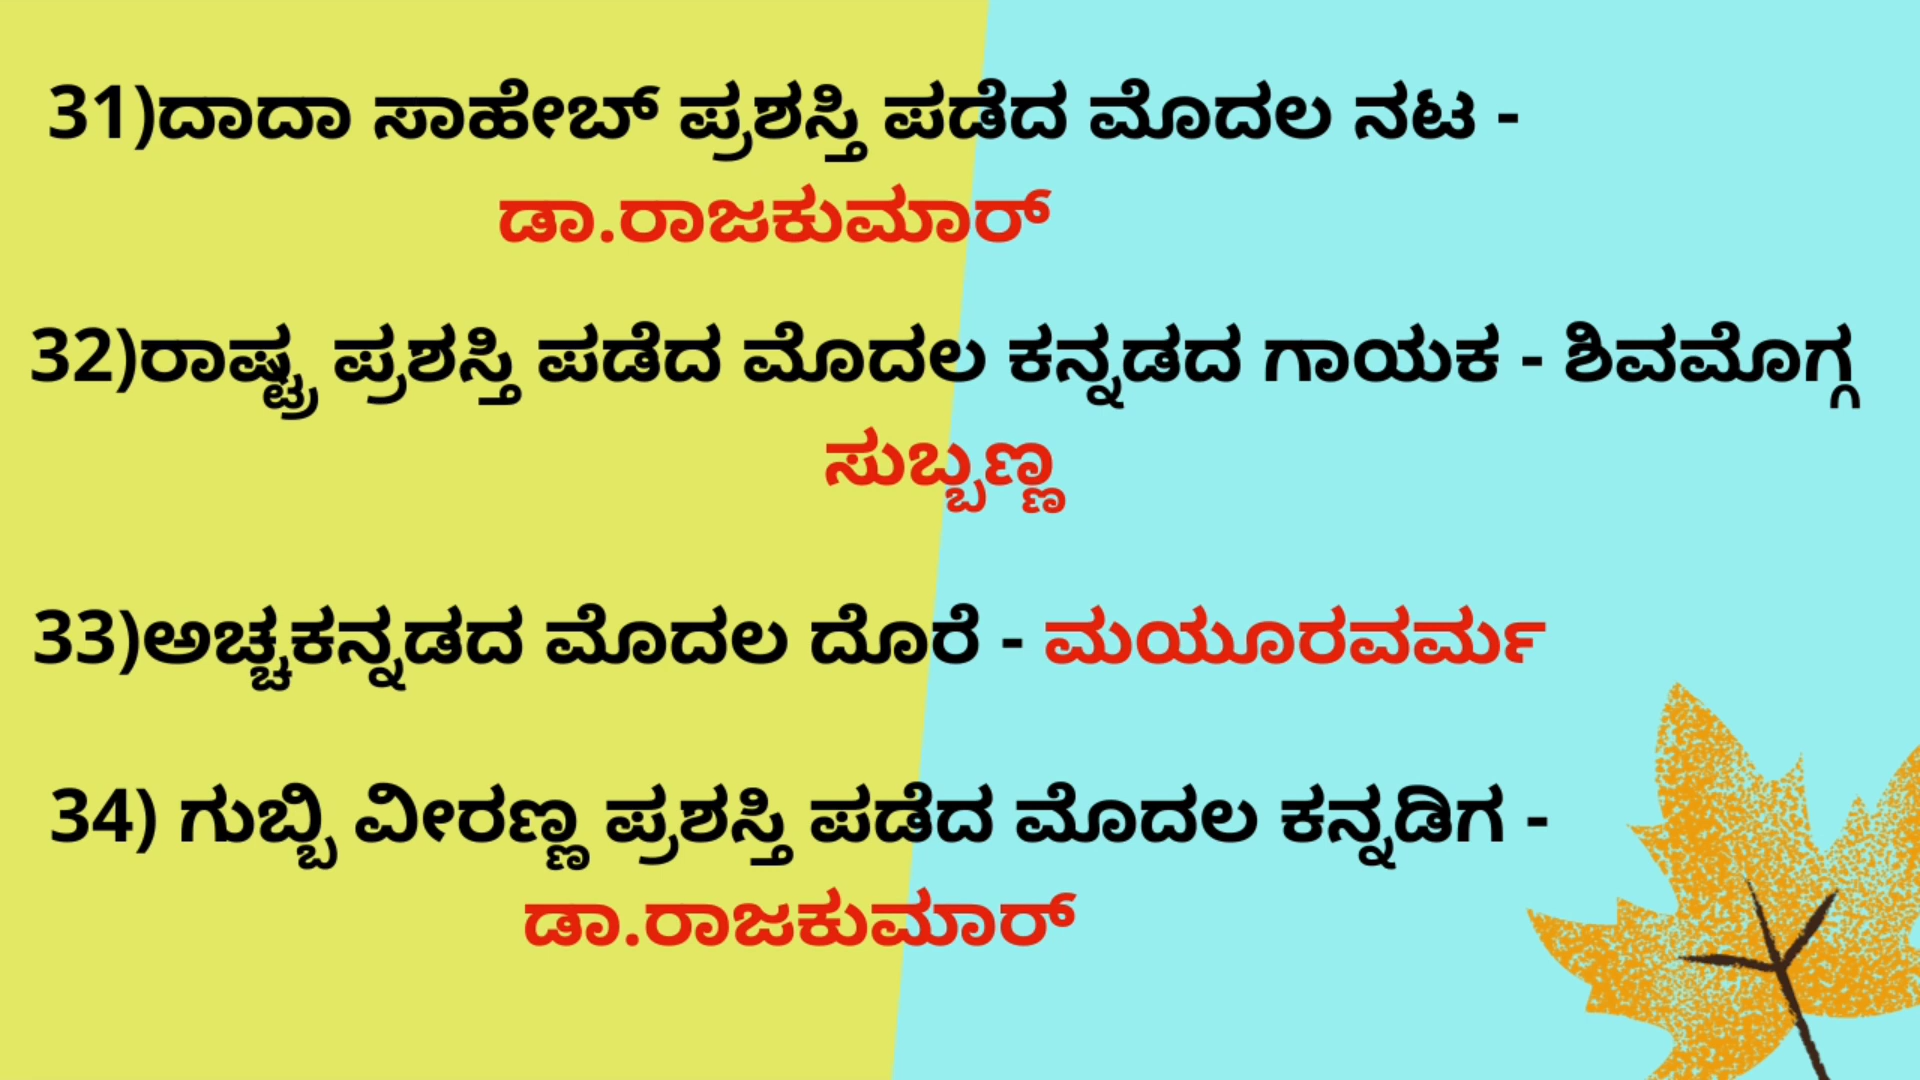 31)ದಾದಾ ಸಾಹೇಬ್ ಪ್ರಶಸ್ತಿ ಪಡೆದ ಮೊದಲ ನಟ -
ಡಾ.ರಾಜಕುಮಾರ್
32)ರಾಷ್ಟ್ರ ಪ್ರಶಸ್ತಿ ಪಡೆದ ಮೊದಲ ಕನ್ನಡದ ಗಾಯಕ - ಶಿವಮೊಗ್ಗ
ಸುಬ್ಬಣ್ಣ
33)ಅಚ್ಚಕನ್ನಡದ ಮೊದಲ ದೊರೆ - ಮಯೂರವರ್ಮ
34) ಗುಬ್ಬಿ ವೀರಣ್ಣ ಪ್ರಶಸ್ತಿ ಪಡೆದ ಮೊದಲ ಕನ್ನಡಿಗ -
ಡಾ.ರಾಜಕುಮಾರ್